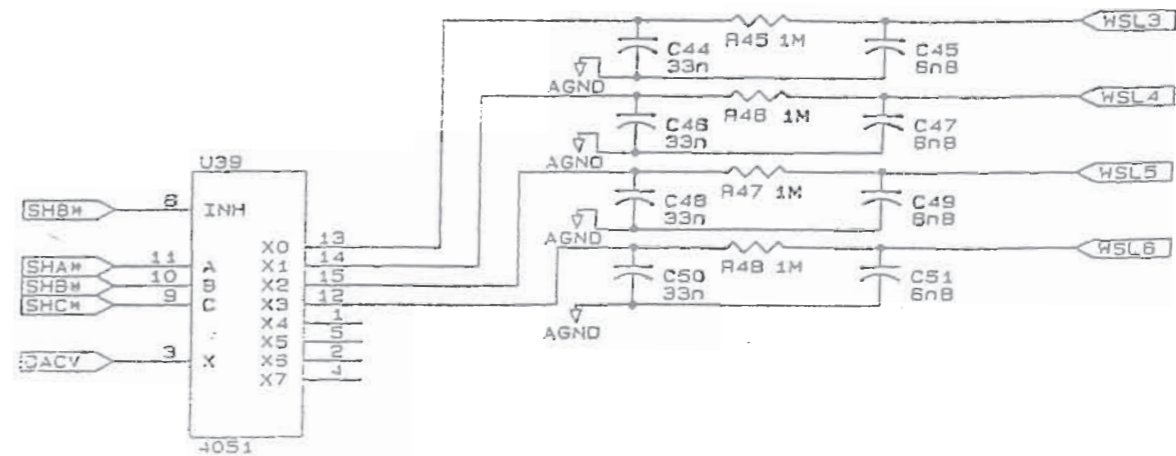 WSL3
C44
33n
R45 1M
C45
6n8
AGND
WSL4
C46
33n
R46 1M
C47
6n8
AGND
U39
WSL5
C48
33n
R47 1M
C49
6n8
AGND
SHB* 6 INH
X0 13
WSL6
C50
33n
R48 1M
C51
6n8
AGND
SHA* 11 A X1 14
SHB* 10 B X2 15
SHC* 9 C X3 12
X4 1
X5 5
DACV 3 X X6 2
X7 4
4051